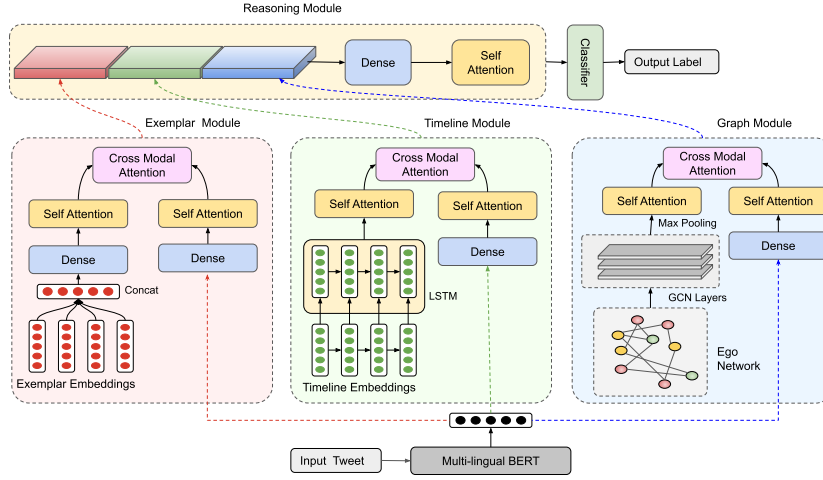 Reasoning Module
Dense
Self
Attention
Classifier
Output Label
Exemplar Module
Timeline Module
Graph Module
Cross Modal
Attention
Cross Modal
Attention
Cross Modal
Attention
Self Attention
Self Attention
Self Attention
Self Attention
Self Attention
Self Attention
Max Pooling
Dense
Dense
Dense
Dense
Concat
LSTM
GCN Layers
Exemplar Embeddings
Timeline Embeddings
Ego
Network
Input Tweet
Multi-lingual BERT